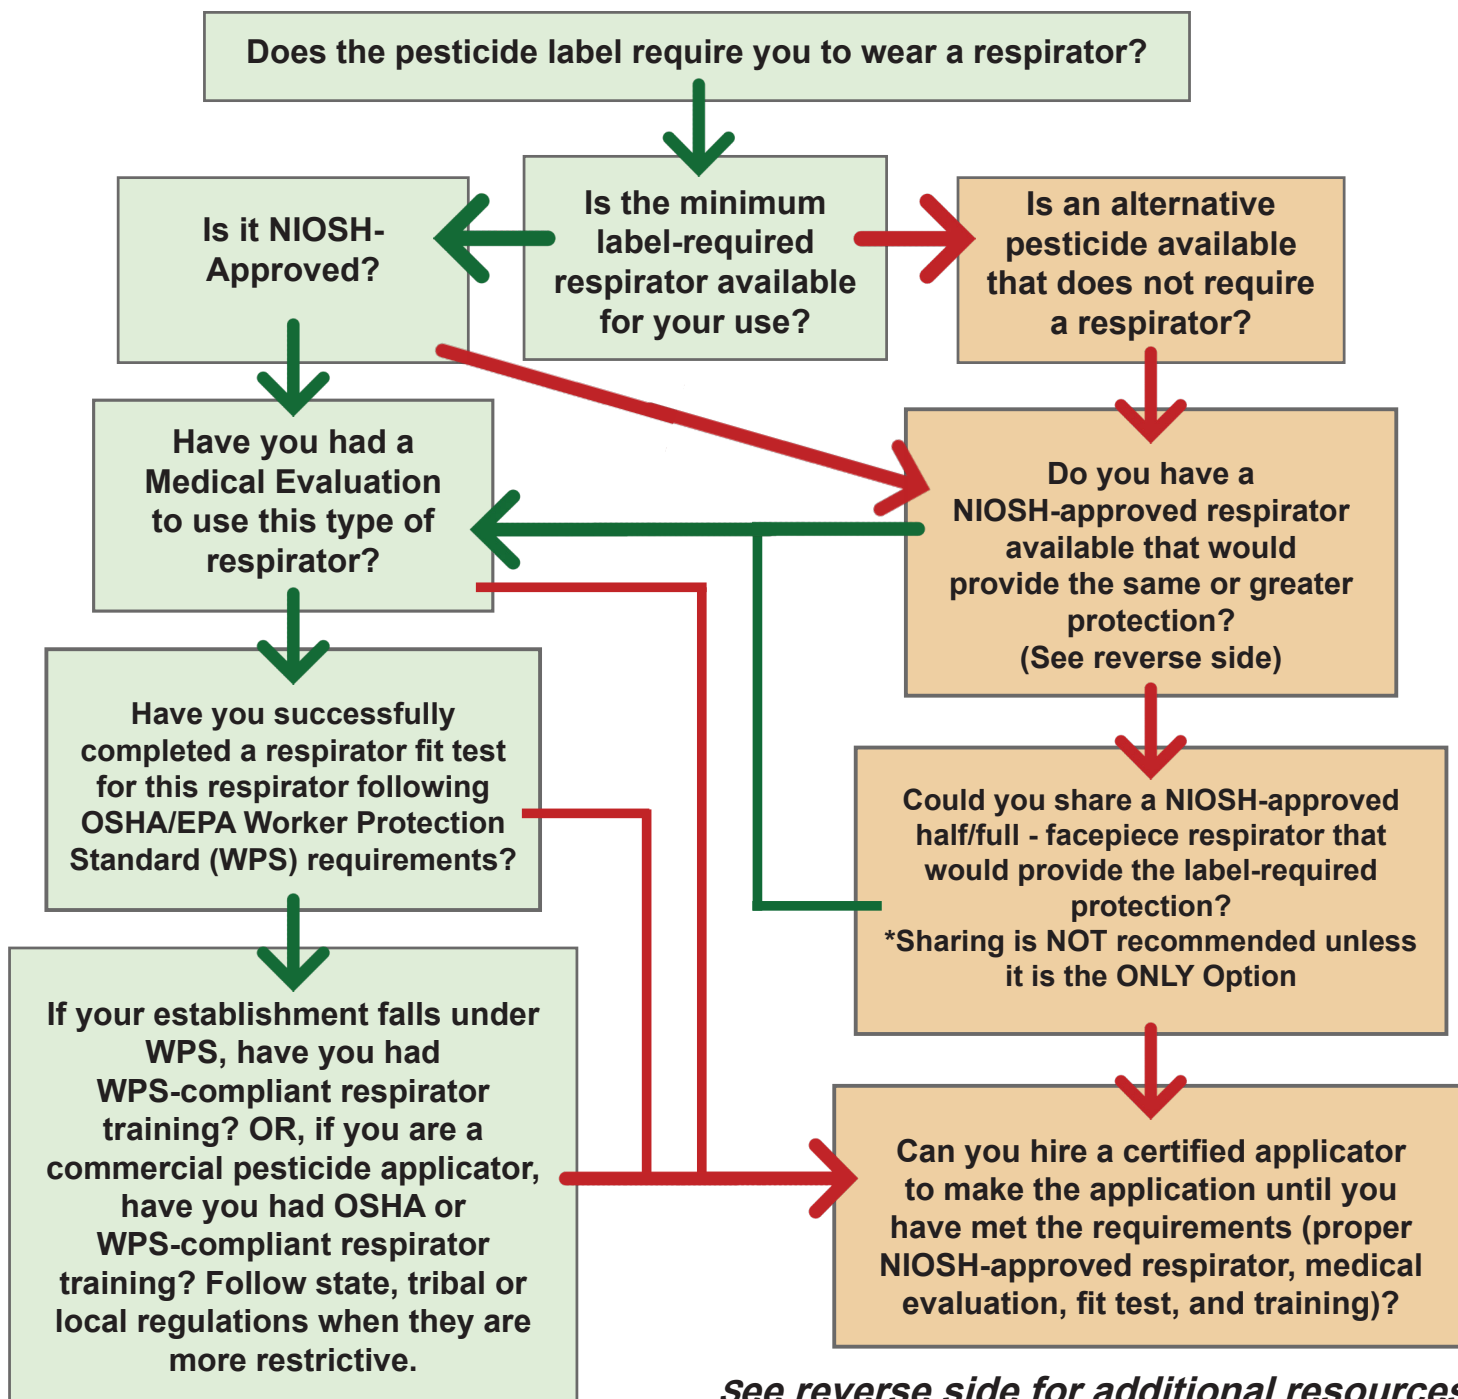 Does the pesticide label require you to wear a respirator?
Is it NIOSH-
Approved?
Is the minimum
label-required
respirator available
for your use?
Is an alternative
pesticide available
that does not require
a respirator?
Have you had a
Medical Evaluation
to use this type of
respirator?
Do you have a
NIOSH-approved respirator
available that would
provide the same or greater
protection?
(See reverse side)
Have you successfully
completed a respirator fit test
for this respirator following
OSHA/EPA Worker Protection
Standard (WPS) requirements?
Could you share a NIOSH-approved
half/full - facepiece respirator that
would provide the label-required
protection?
*Sharing is NOT recommended unless
it is the ONLY Option
If your establishment falls under
WPS, have you had
WPS-compliant respirator
training? OR, if you are a
commercial pesticide applicator,
have you had OSHA or
WPS-compliant respirator
training? Follow state, tribal or
local regulations when they are
more restrictive.
Can you hire a certified applicator
to make the application until you
have met the requirements (proper
NIOSH-approved respirator, medical
evaluation, fit test, and training)?
See reverse side for additional resources